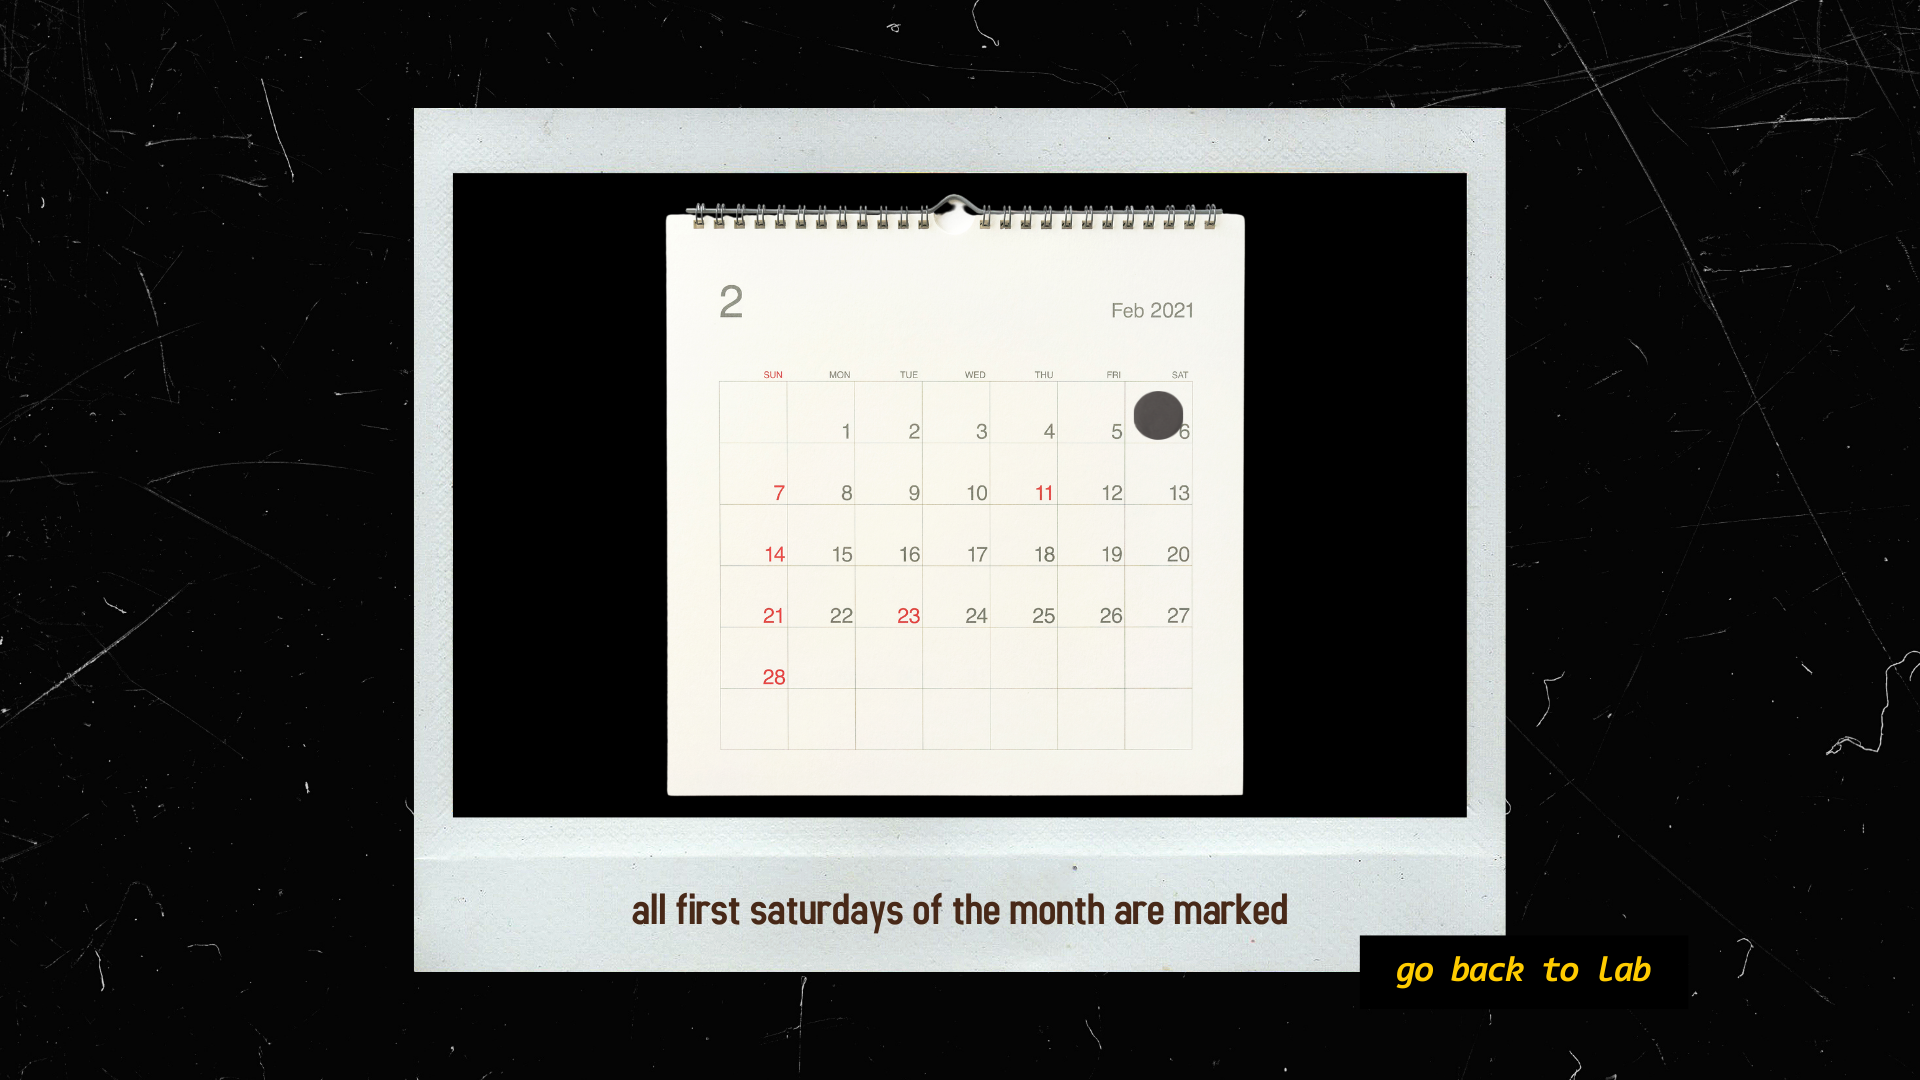 2
Feb 2021
SUN MON TUE WED THU FRI SAT
1 2 3 4 5 6
7 8 9 10 11 12 13
14 15 16 17 18 19 20
21 22 23 24 25 26 27
28
all first saturdays of the month are marked
go back to lab